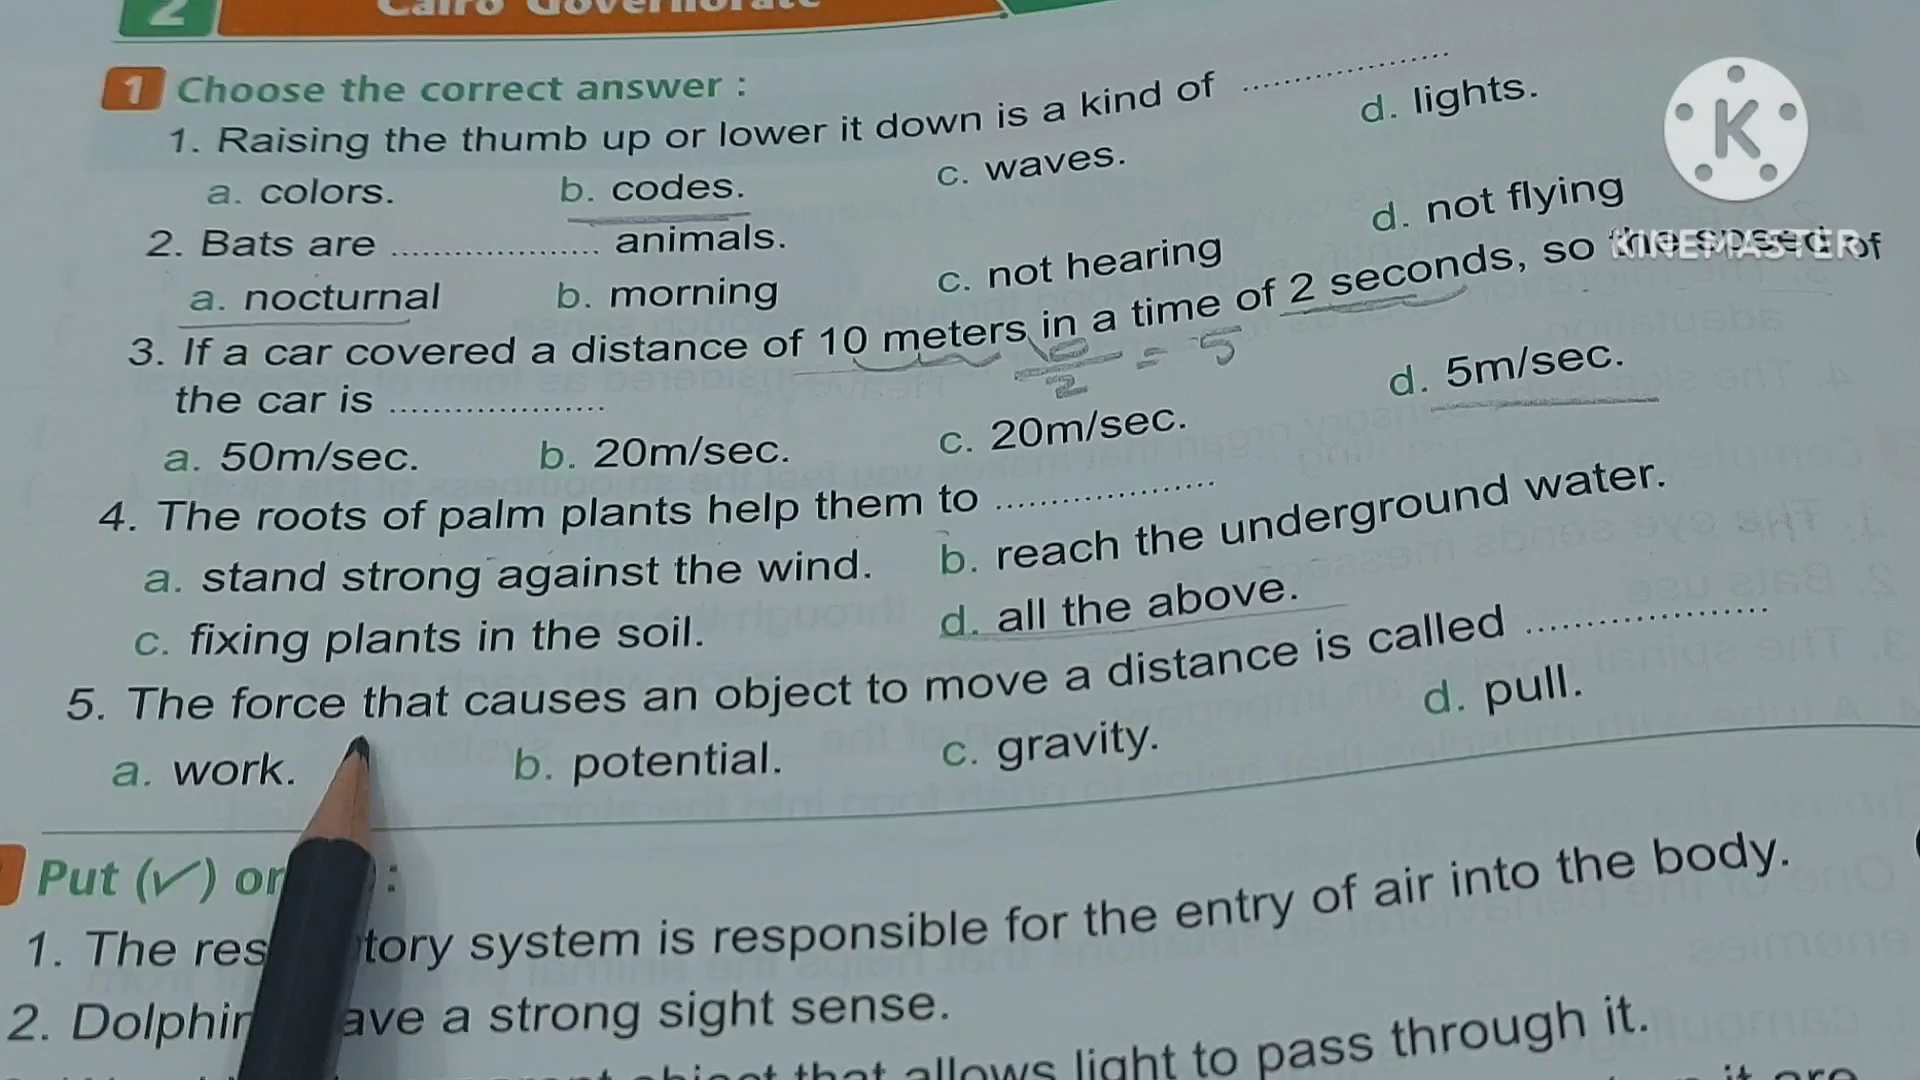 2 Cairo Governorate
1 Choose the correct answer :
1. Raising the thumb up or lower it down is a kind of ....................
a. colors. b. codes. c. waves. d. lights.
2. Bats are .................... animals.
a. nocturnal b. morning c. not hearing d. not flying
3. If a car covered a distance of 10 meters in a time of 2 seconds, so the speed of
the car is ....................
10/2 = 5
a. 50m/sec. b. 20m/sec. c. 20m/sec. d. 5m/sec.
4. The roots of palm plants help them to ....................
a. stand strong against the wind. b. reach the underground water.
c. fixing plants in the soil. d. all the above.
5. The force that causes an object to move a distance is called ....................
a. work. b. potential. c. gravity. d. pull.
Put (✓) or :
1. The res tory system is responsible for the entry of air into the body.
2. Dolphin ave a strong sight sense.
object that allows light to pass through it.
it are
K
KINEMASTER